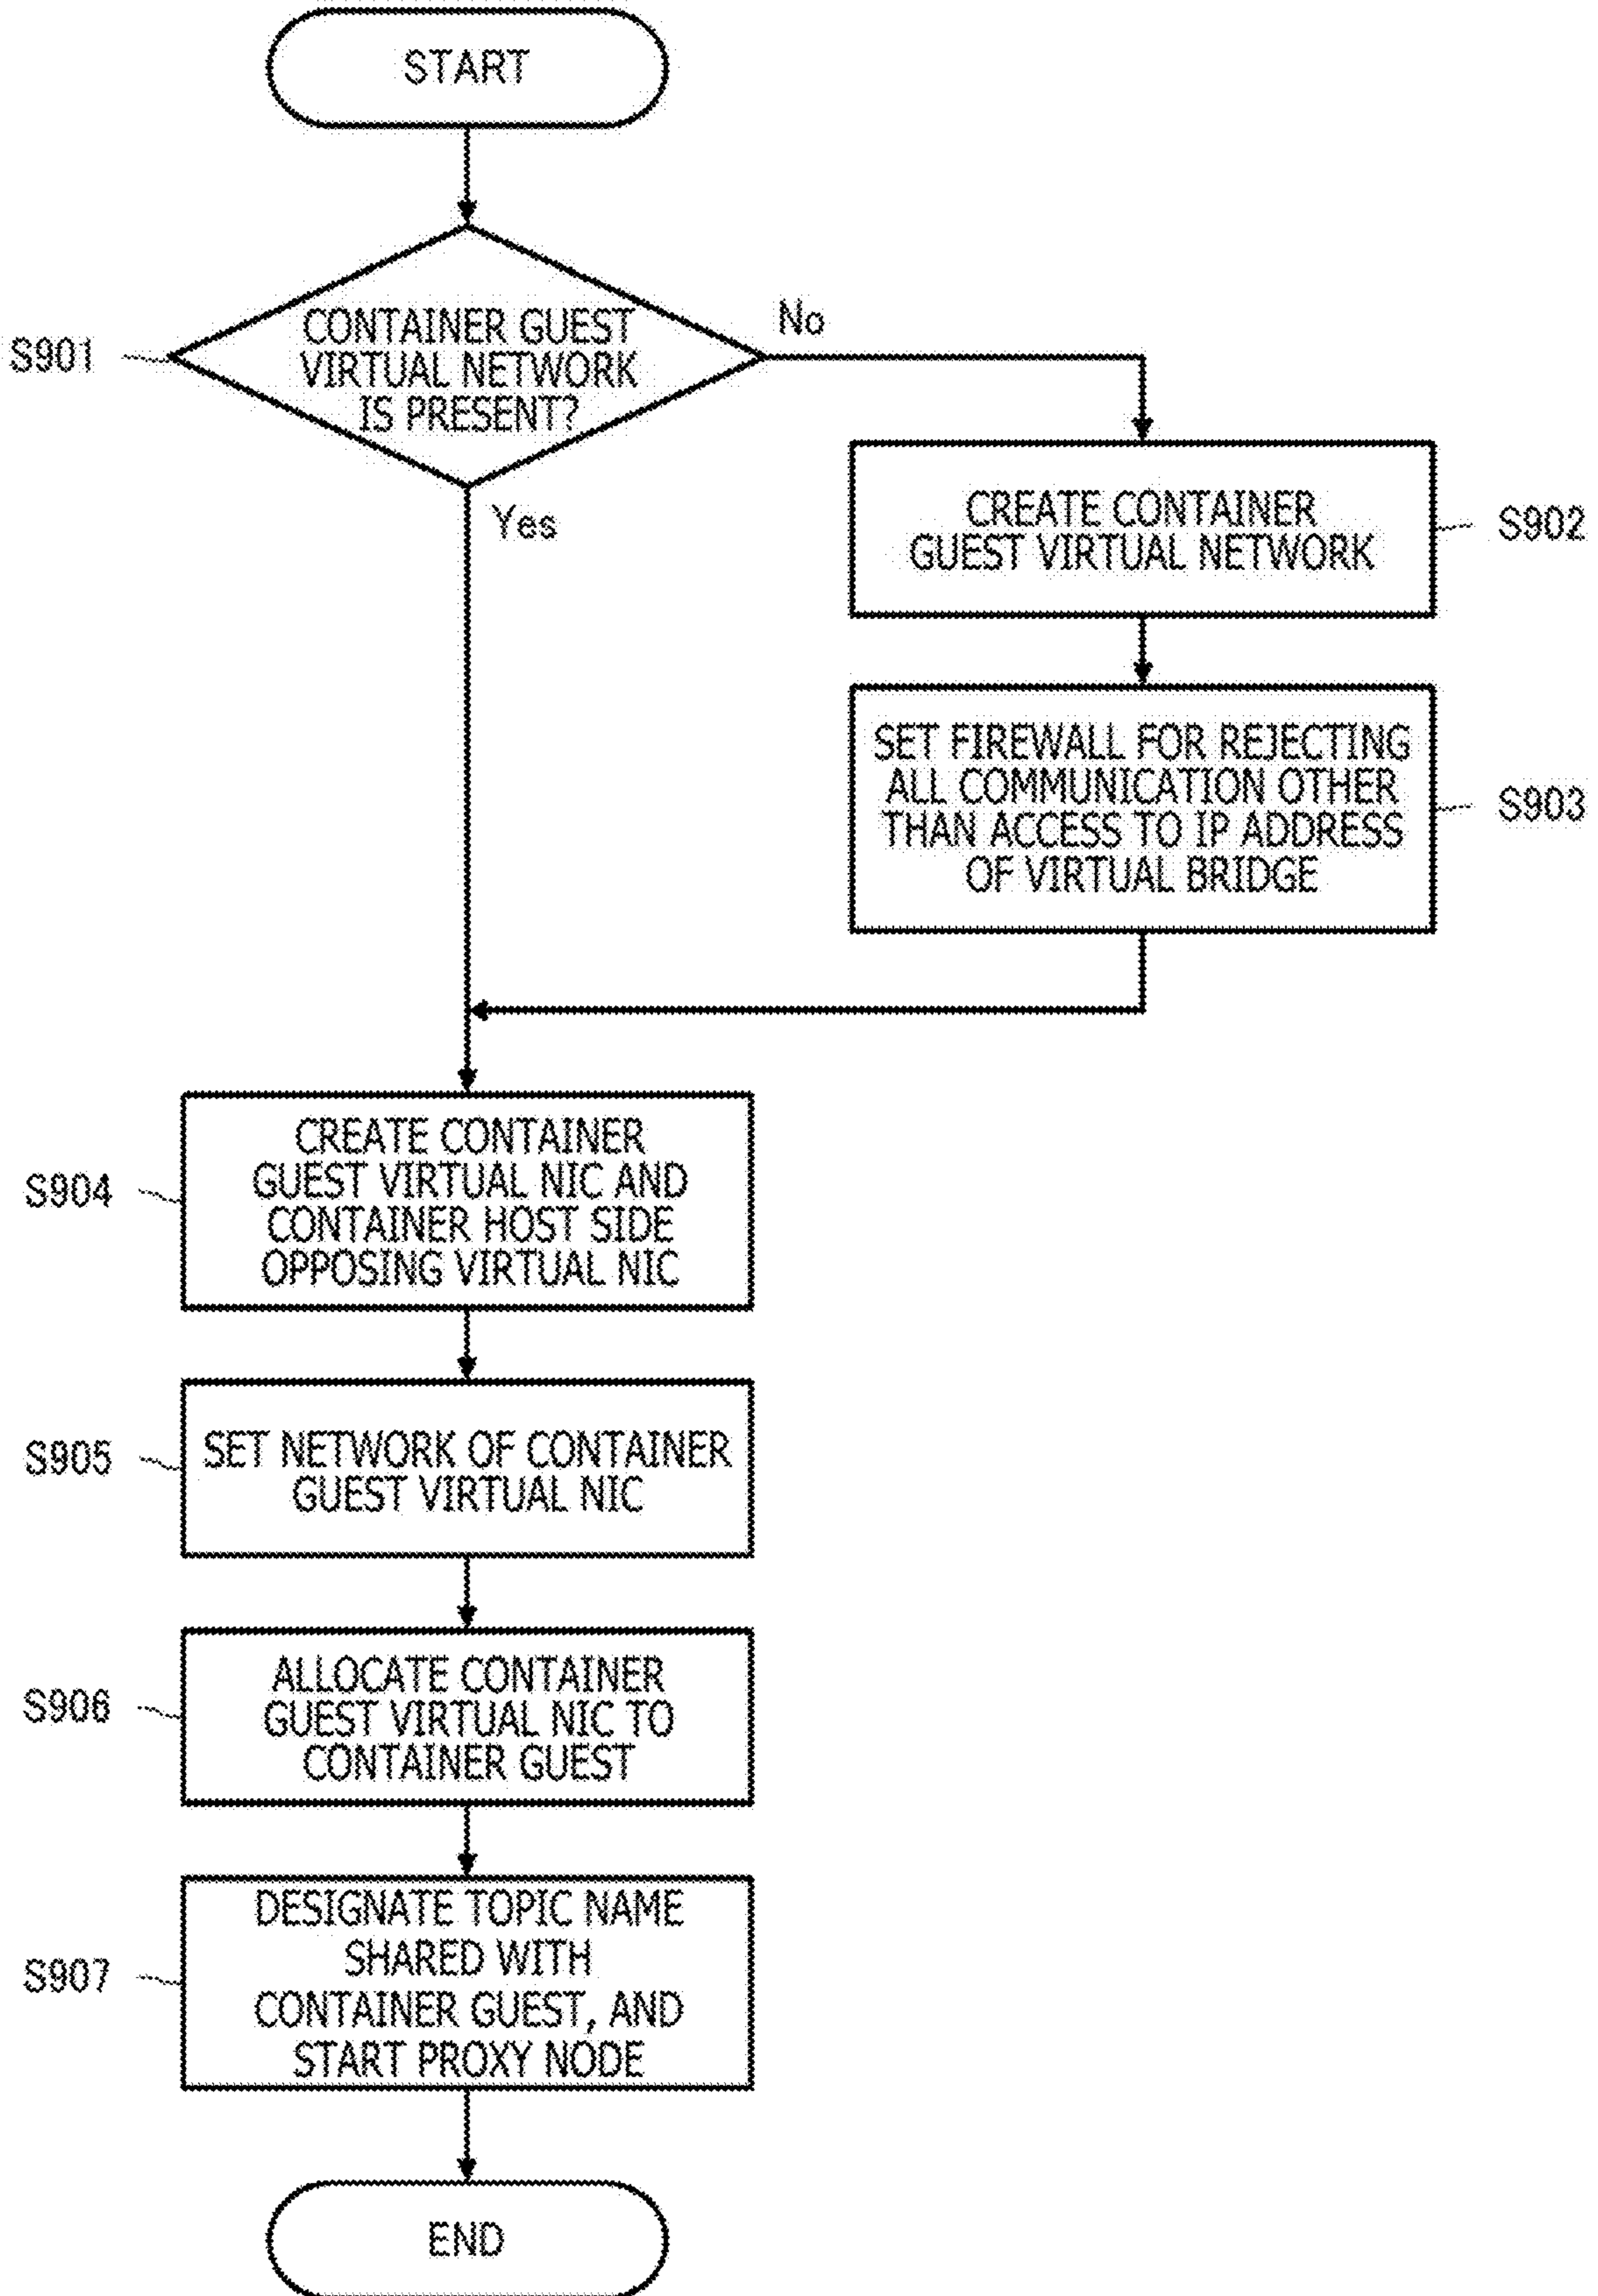 START
S901
CONTAINER GUEST
VIRTUAL NETWORK
IS PRESENT?
No
Yes
CREATE CONTAINER
GUEST VIRTUAL NETWORK
S902
SET FIREWALL FOR REJECTING
ALL COMMUNICATION OTHER
THAN ACCESS TO IP ADDRESS
OF VIRTUAL BRIDGE
S903
S904
CREATE CONTAINER
GUEST VIRTUAL NIC AND
CONTAINER HOST SIDE
OPPOSING VIRTUAL NIC
S905
SET NETWORK OF CONTAINER
GUEST VIRTUAL NIC
S906
ALLOCATE CONTAINER
GUEST VIRTUAL NIC TO
CONTAINER GUEST
S907
DESIGNATE TOPIC NAME
SHARED WITH
CONTAINER GUEST, AND
START PROXY NODE
END